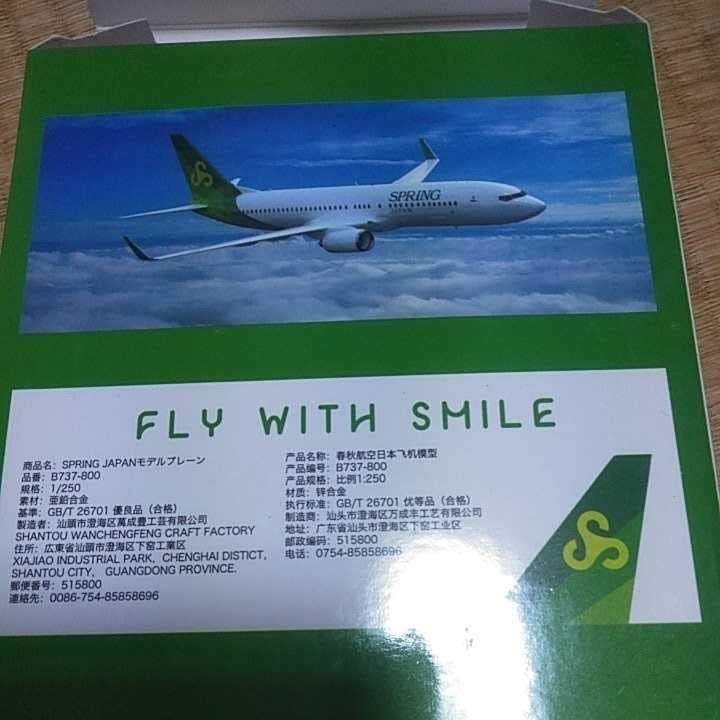 SPRING
JAPAN
FLY WITH SMILE
商品名: SPRING JAPANモデルプレーン
品番: B737-800
規格: 1/250
素材: 亜鉛合金
基準: GB/T 26701 優良品（合格）
製造者: 汕頭市澄海区萬成豊工芸有限公司
SHANTOU WANCHENGFENG CRAFT FACTORY
住所: 広東省汕頭市澄海区下窖工業区
XIAJIAO INDUSTRIAL PARK, CHENGHAI DISTICT,
SHANTOU CITY, GUANGDONG PROVINCE.
郵便番号: 515800
連絡先: 0086-754-85858696
产品名称: 春秋航空日本飞机模型
产品编号: B737-800
产品规格: 比例1:250
材质: 锌合金
执行标准: GB/T 26701 优等品（合格）
制造商: 汕头市澄海区万成丰工艺有限公司
地址: 广东省汕头市澄海区下窖工业区
邮政编码: 515800
电话: 0754-85858696